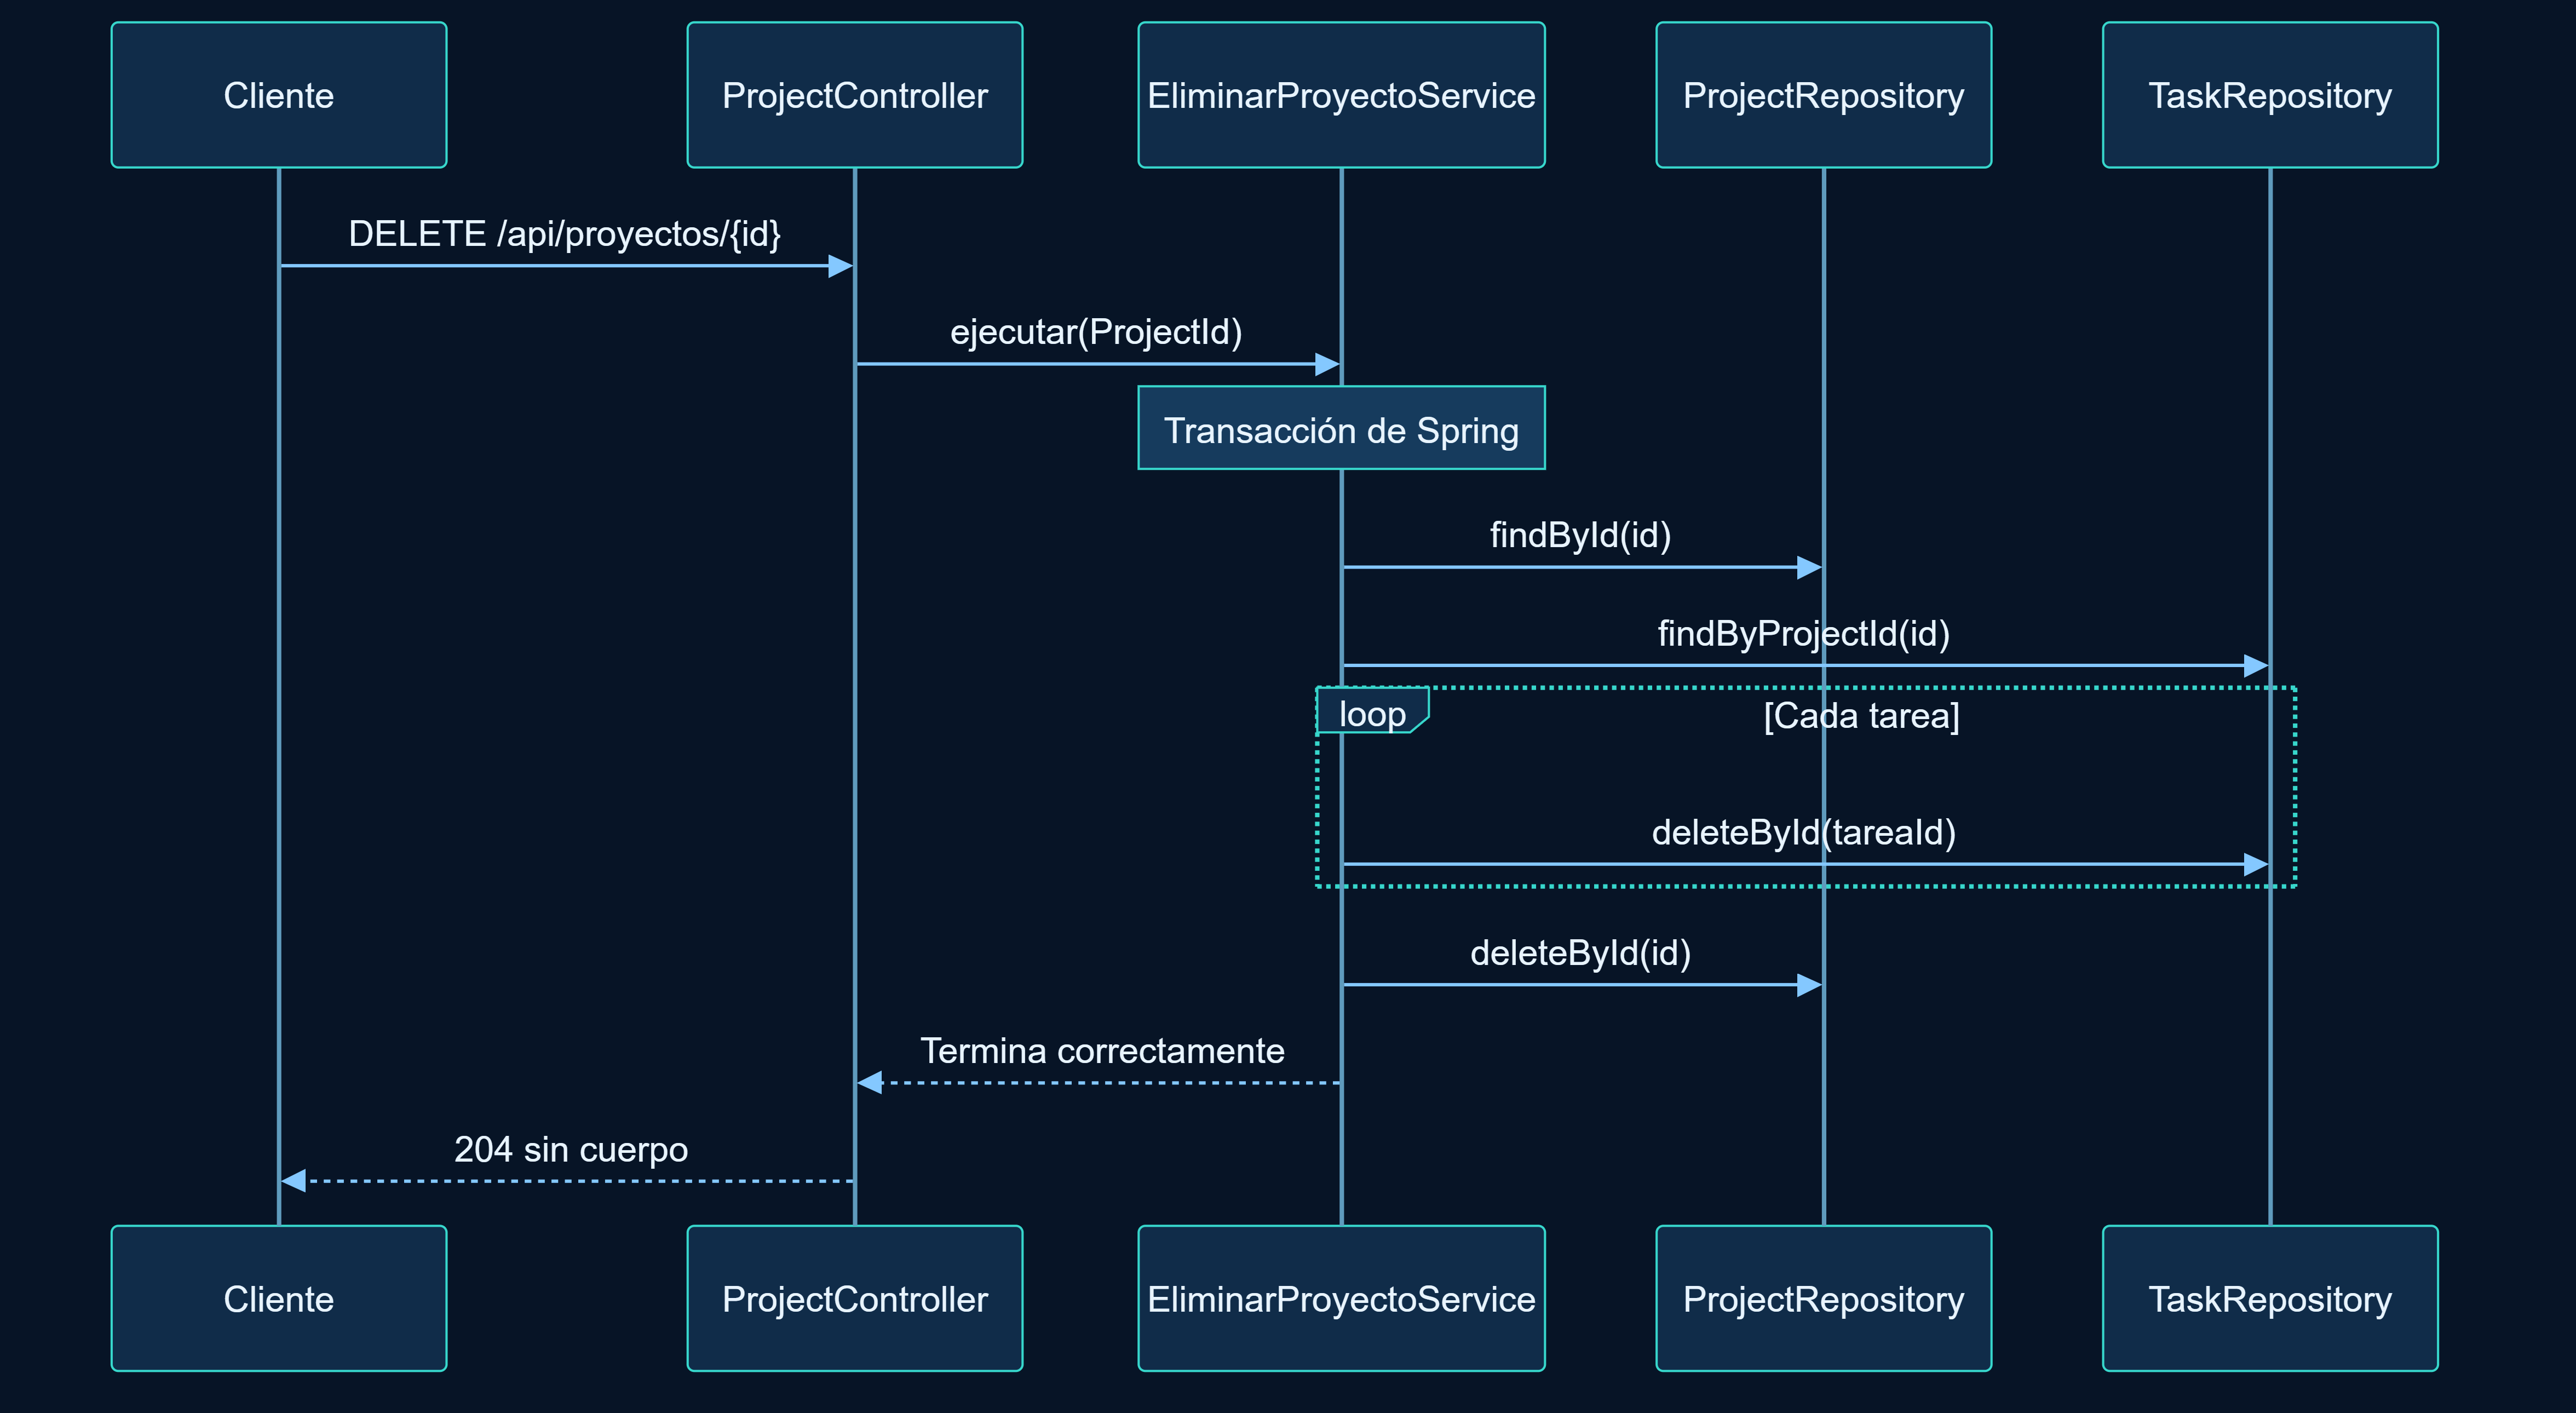 Cliente
ProjectController
EliminarProyectoService
ProjectRepository
TaskRepository
DELETE /api/proyectos/{id}
ejecutar(ProjectId)
Transacción de Spring
findById(id)
findByProjectId(id)
loop
[Cada tarea]
deleteById(tareaId)
deleteById(id)
Termina correctamente
204 sin cuerpo
Cliente
ProjectController
EliminarProyectoService
ProjectRepository
TaskRepository